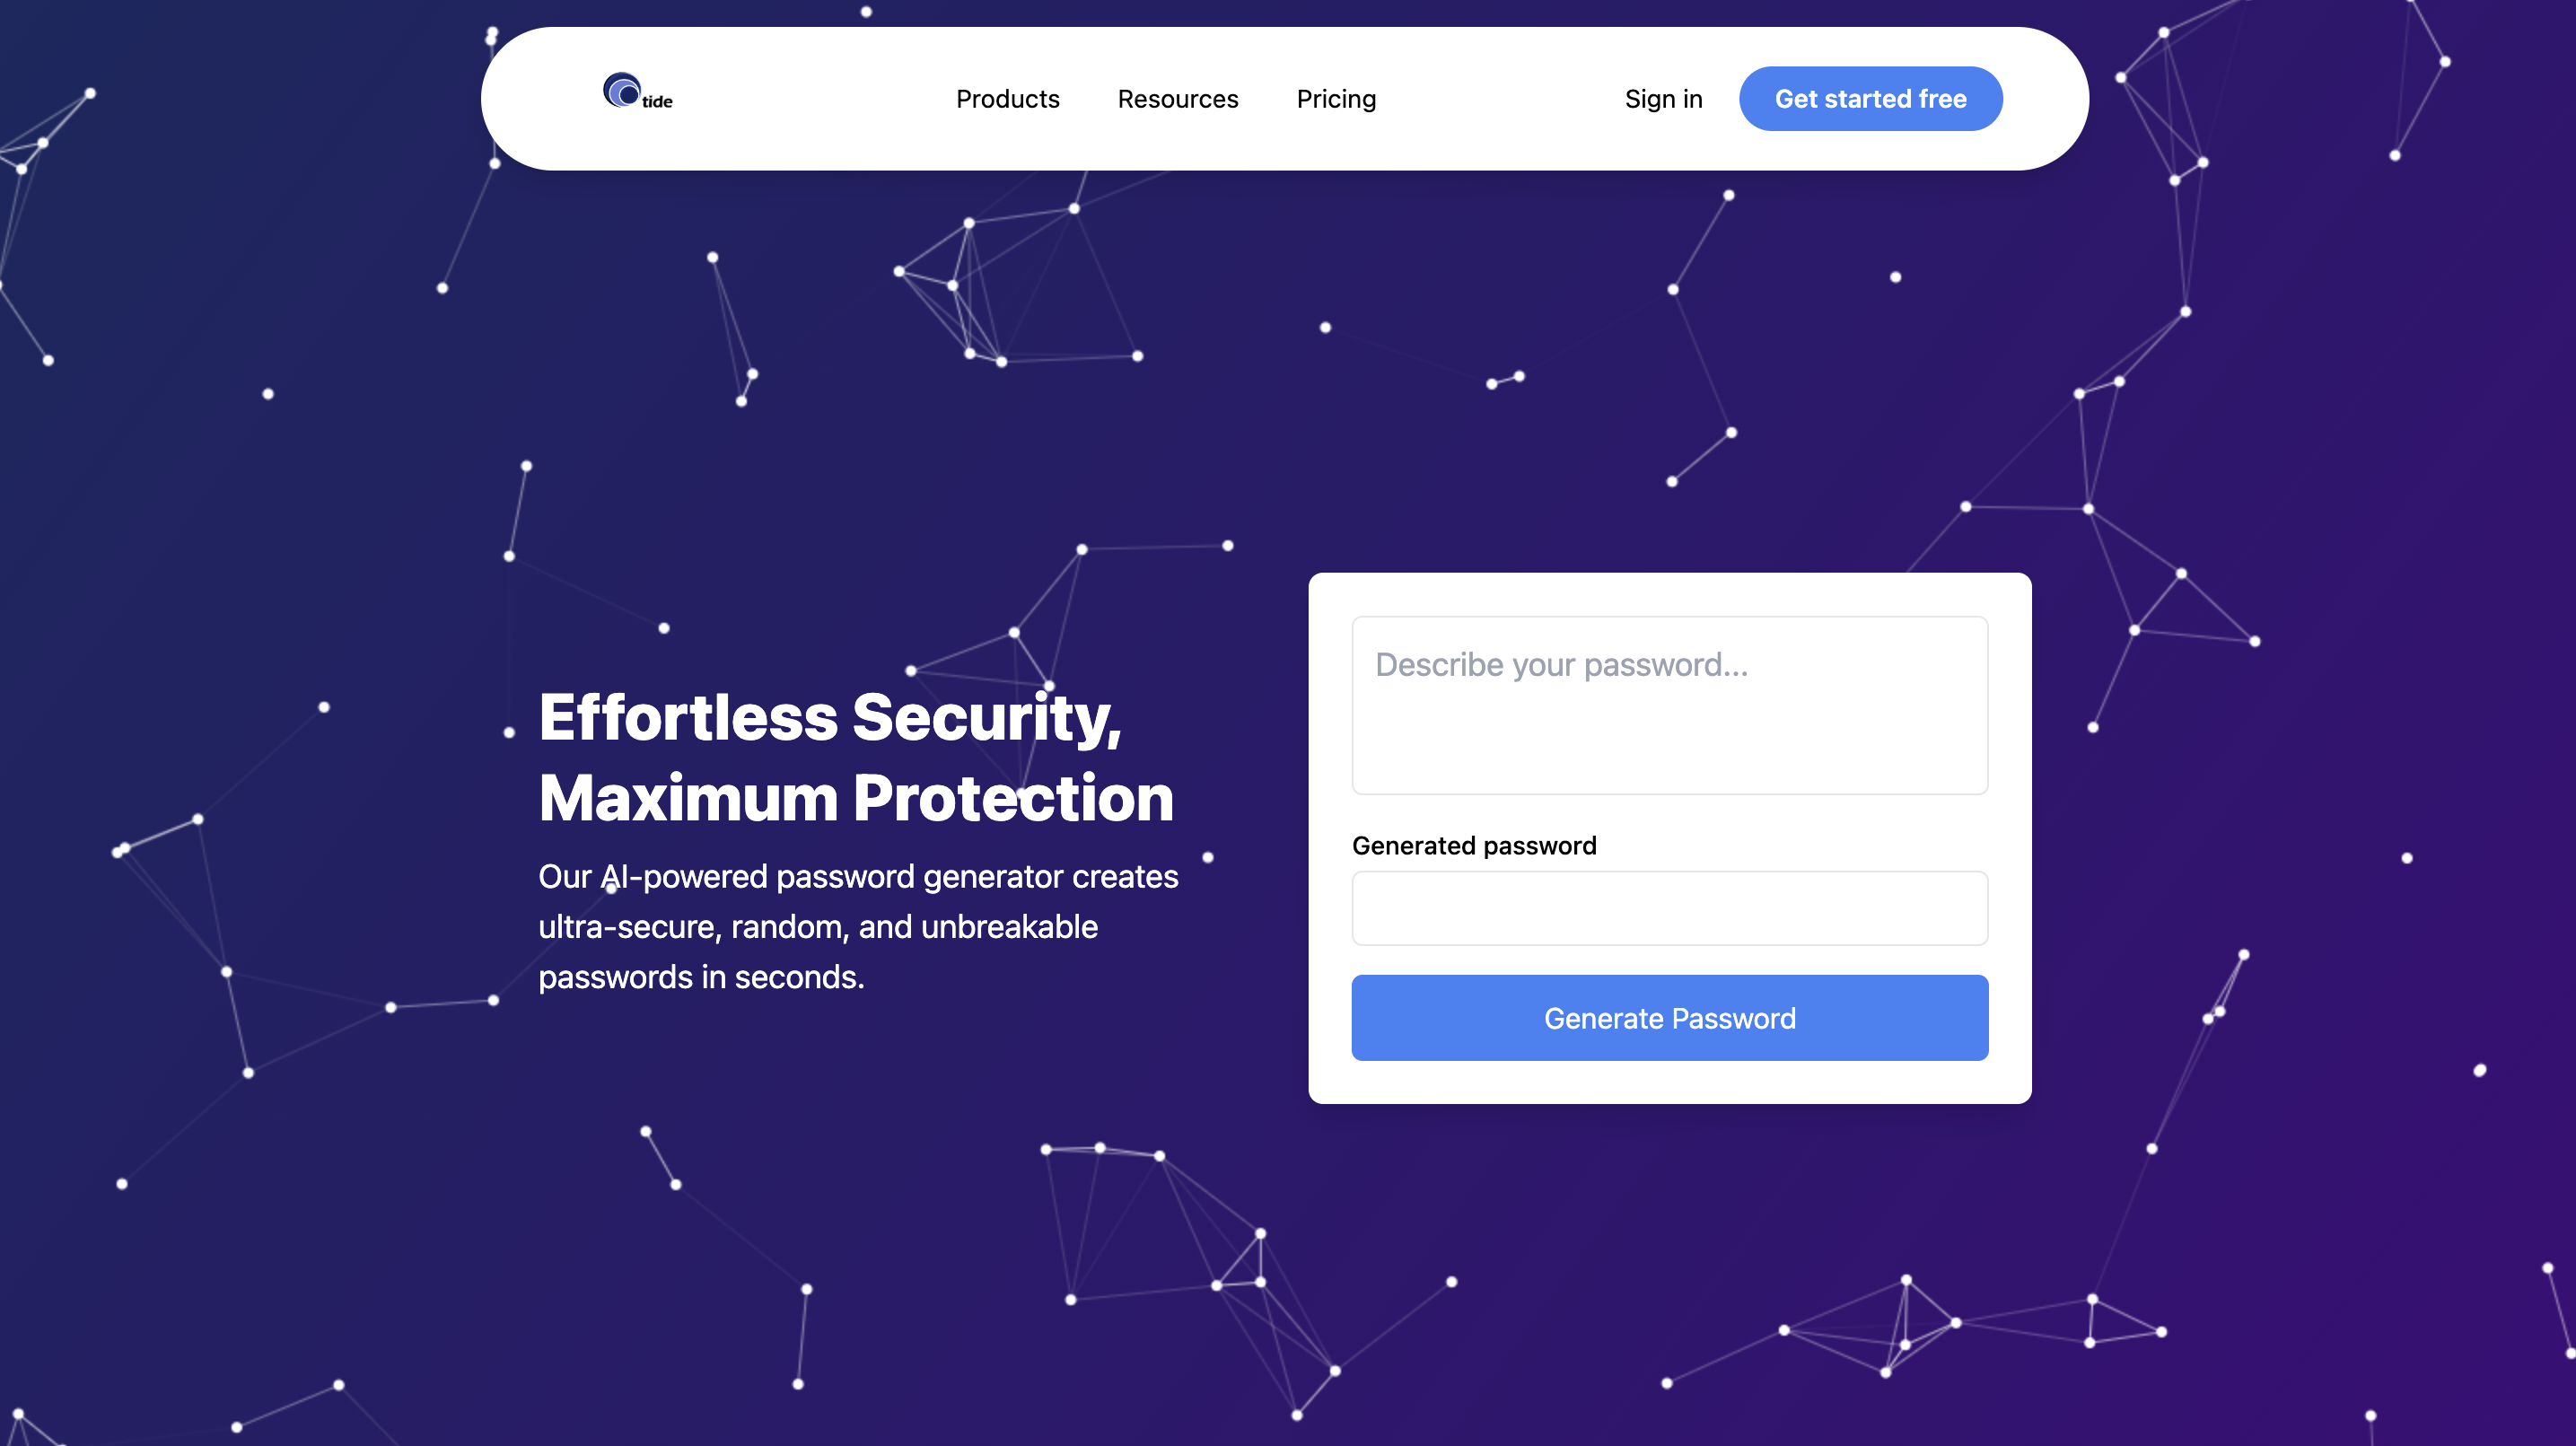 tide
Products
Resources
Pricing
Sign in
Get started free
Effortless Security,
Maximum Protection
Our AI-powered password generator creates
ultra-secure, random, and unbreakable
passwords in seconds.
Describe your password...
Generated password
Generate Password